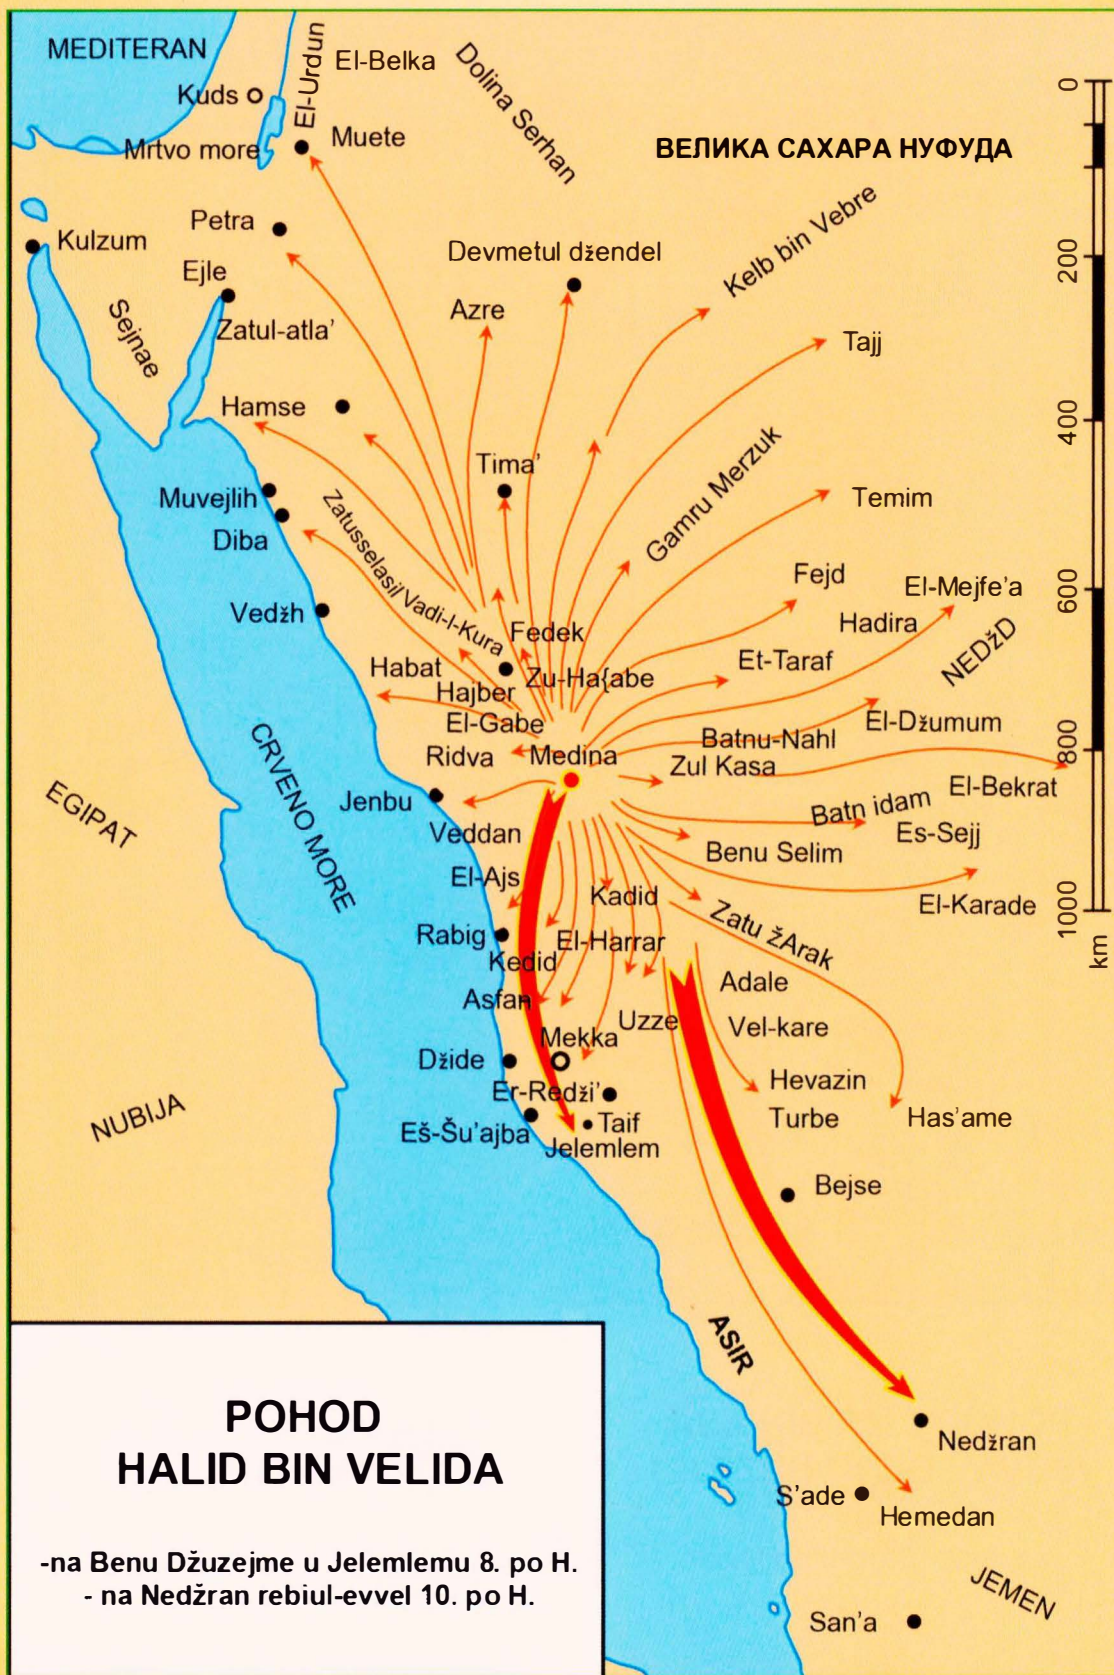 MEDITERAN
El-Urdun
El-Belka
Dolina Serhan
0
Kuds
Mrtvo more
Muete
ВЕЛИКА САХАРА НУФУДА
Petra
Kulzum
Devmetul džendel
Kelb bin Vebre
200
Ejle
Sejnae
Zatul-atla’
Azre
Tajj
Hamse
400
Tima’
Gamru Merzuk
Muvejlih
Temim
Diba
Zatusselasil/Vadi-l-Kura
Fejd
El-Mejfe’a
600
Vedžh
Fedek
Hadira
NEDžD
Habat
Hajber
Zu-Ha{abe
Et-Taraf
El-Gabe
El-Džumum
CRVENO MORE
Ridva
Medina
Batnu-Nahl
Zul Kasa
800
EGIPAT
Jenbu
El-Bekrat
Batn idam
Veddan
Es-Sejj
Benu Selim
El-Ajs
Kadid
El-Karade
1000
km
Rabig
El-Harrar
Zatu žArak
Kedid
Adale
Asfan
Uzze
Vel-kare
Mekka
Džide
Er-Redži’
Hevazin
NUBIJA
Eš-Šu’ajba
Taif
Turbe
Has’ame
Jelemlem
Bejse
ASIR
POHOD
HALID BIN VELIDA
-na Benu Džuzejme u Jelemlemu 8. po H.
- na Nedžran rebiul-evvel 10. po H.
Nedžran
S’ade
Hemedan
JEMEN
San’a